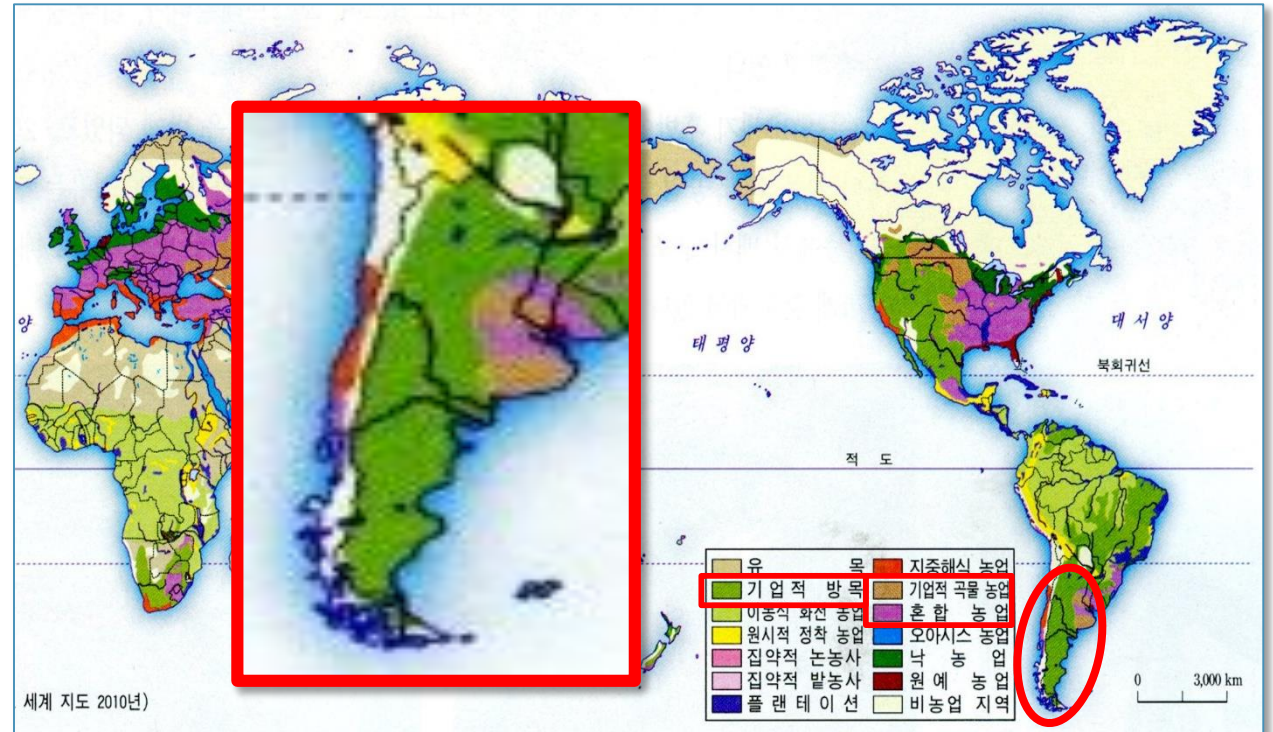 양
태 평 양
대 서 양
북회귀선
적 도
유 목
기업적 방목
이동식 화전 농업
원시적 정착 농업
집약적 논농사
집약적 밭농사
플랜테이션
지중해식 농업
기업적 곡물 농업
혼합 농업
오아시스 농업
낙 농 업
원예 농업
비농업 지역
0 3,000 km
세계 지도 2010년)